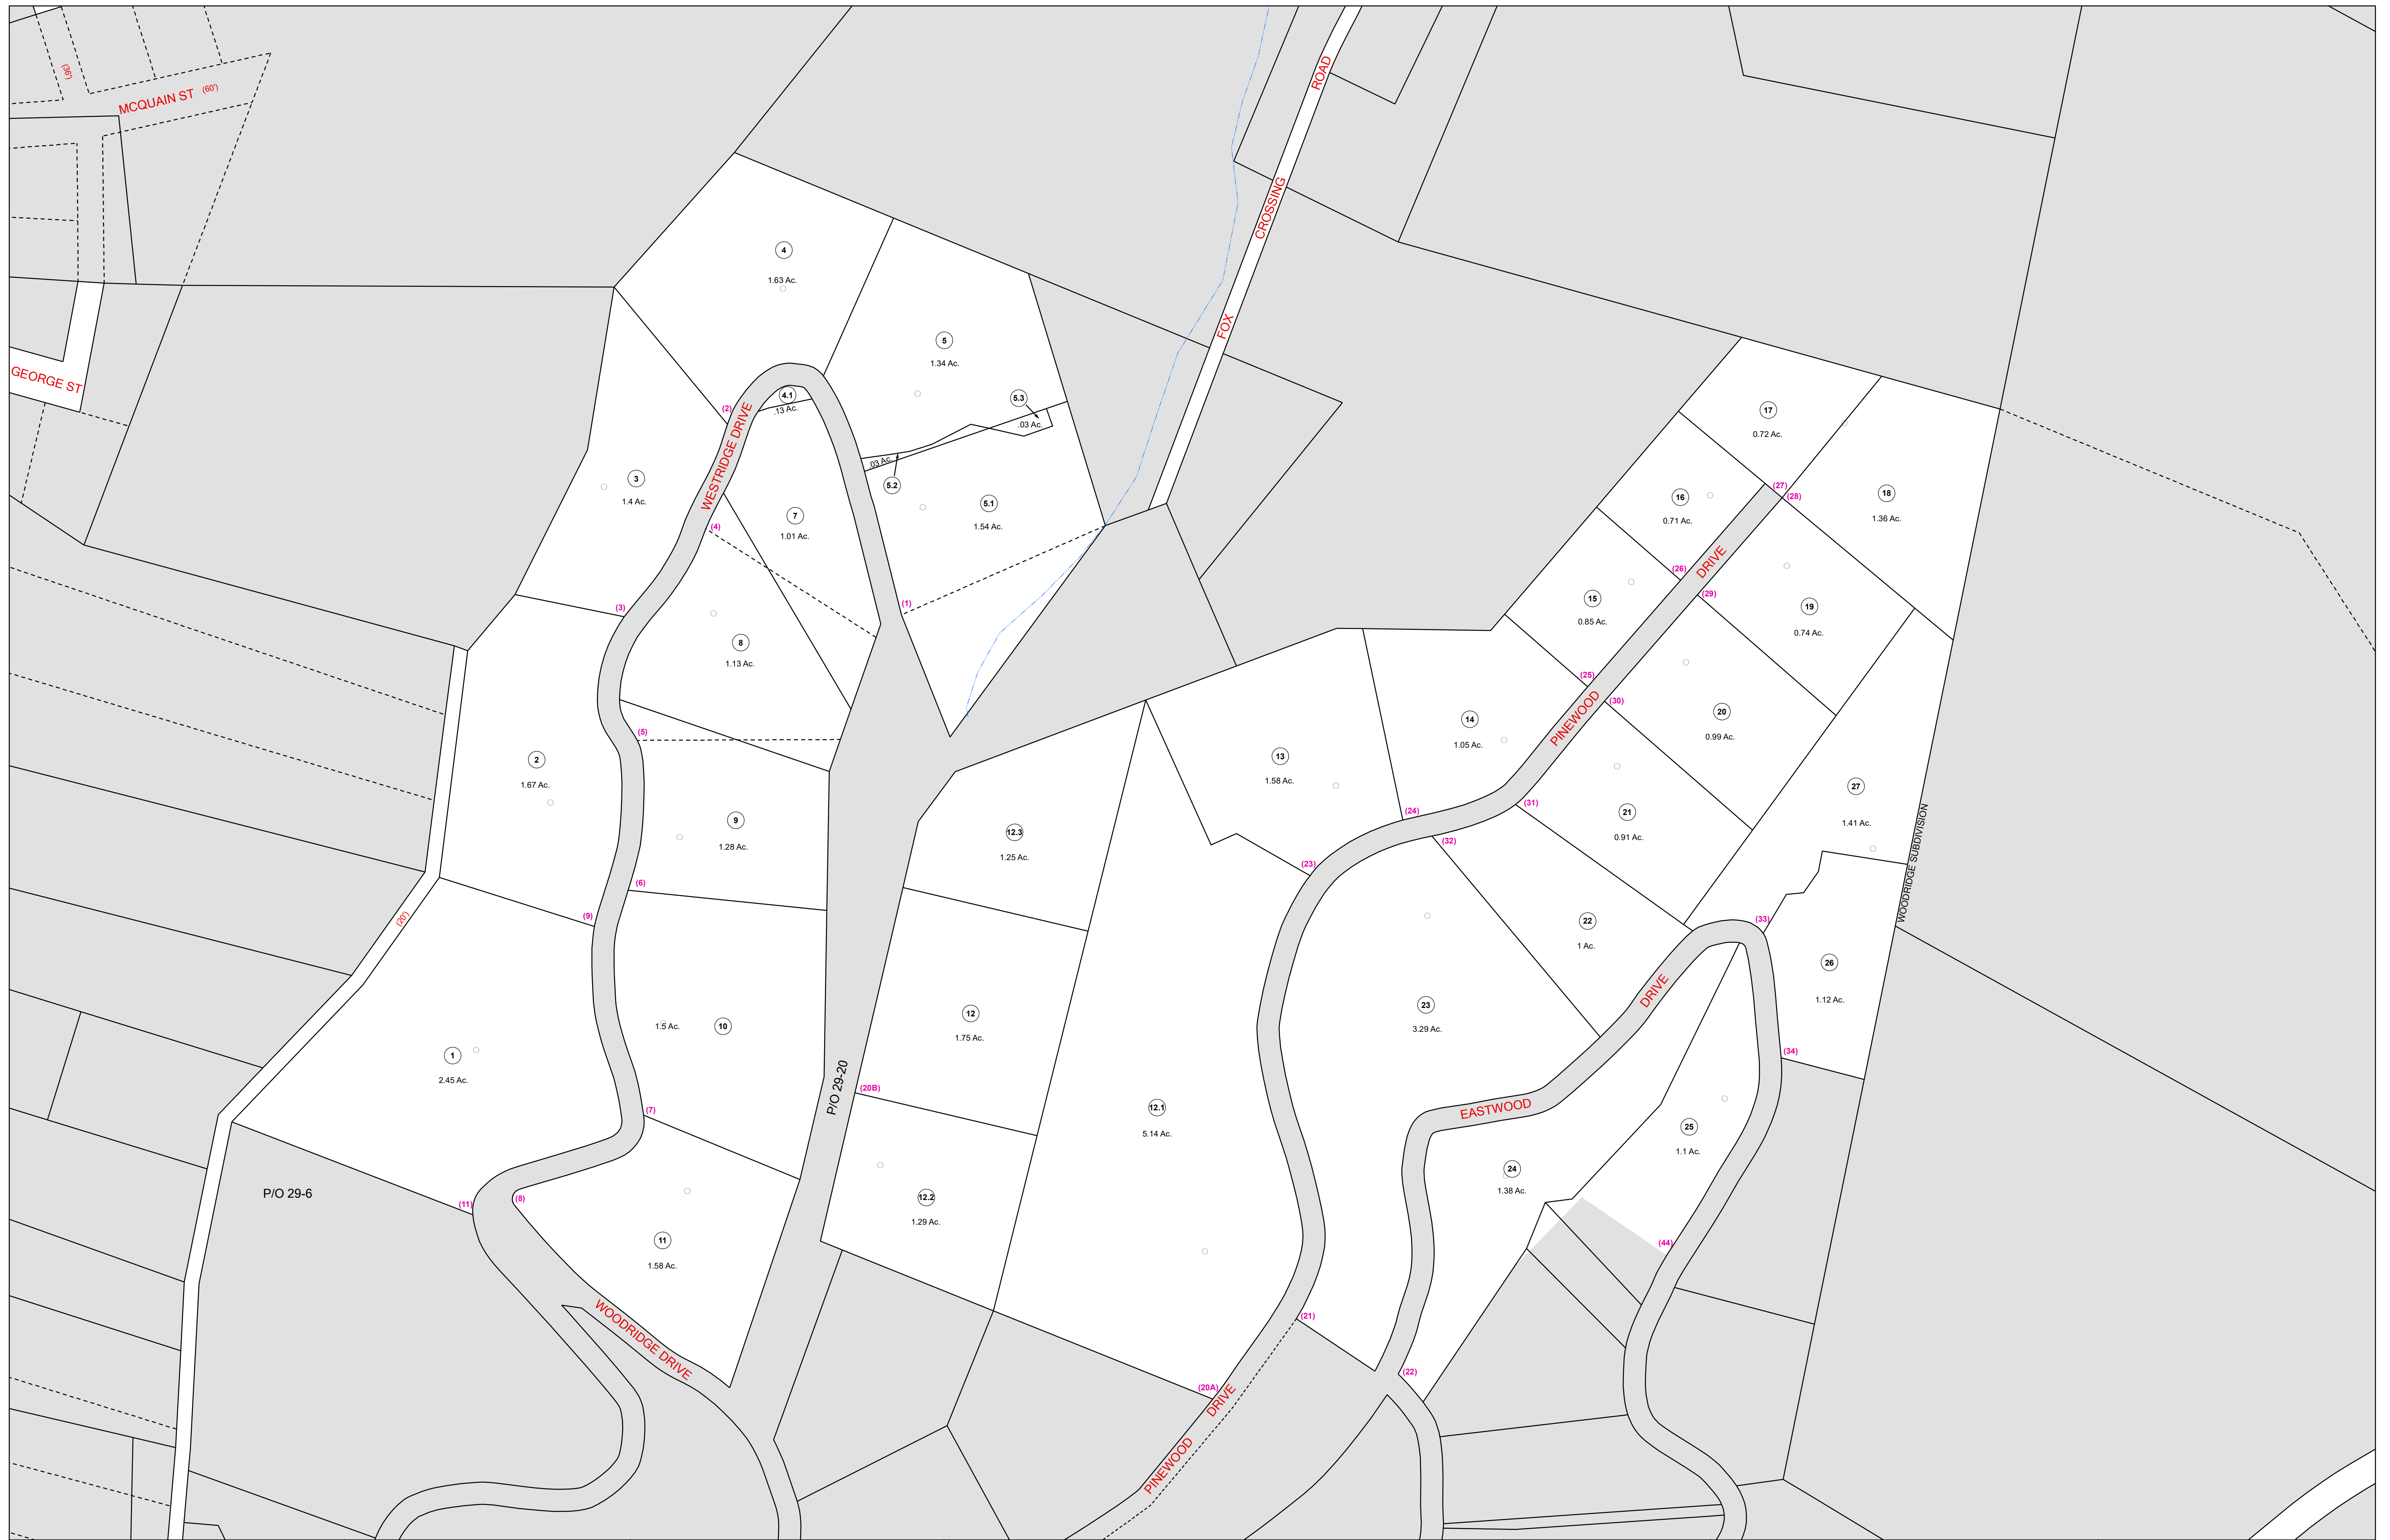 (36')
MCQUAIN ST (60')
GEORGE ST
FOX CROSSING ROAD
4
1.63 Ac.
5
1.34 Ac.
4.1
.13 Ac.
(2)
WESTRIDGE DRIVE
5.3
.03 Ac.
.03 Ac.
5.2
5.1
1.54 Ac.
3
1.4 Ac.
7
1.01 Ac.
(4)
(3)
(1)
8
1.13 Ac.
(5)
2
1.67 Ac.
9
1.28 Ac.
(6)
(9)
(20')
1
2.45 Ac.
1.5 Ac.
10
(7)
P/O 29-6
(11)
(8)
11
1.58 Ac.
WOODRIDGE DRIVE
P/O 29-20
12.3
1.25 Ac.
12
1.75 Ac.
(20B)
12.2
1.29 Ac.
12.1
5.14 Ac.
13
1.58 Ac.
(23)
14
1.05 Ac.
(24)
15
0.85 Ac.
(25)
16
0.71 Ac.
(26)
17
0.72 Ac.
(27)
(28)
18
1.36 Ac.
PINEWOOD DRIVE
(29)
19
0.74 Ac.
(30)
20
0.99 Ac.
(31)
21
0.91 Ac.
(32)
22
1 Ac.
27
1.41 Ac.
WOODRIDGE SUBDIVISION
(33)
26
1.12 Ac.
(34)
23
3.29 Ac.
EASTWOOD DRIVE
24
1.38 Ac.
25
1.1 Ac.
(44)
(21)
(22)
(20A)
PINEWOOD DRIVE